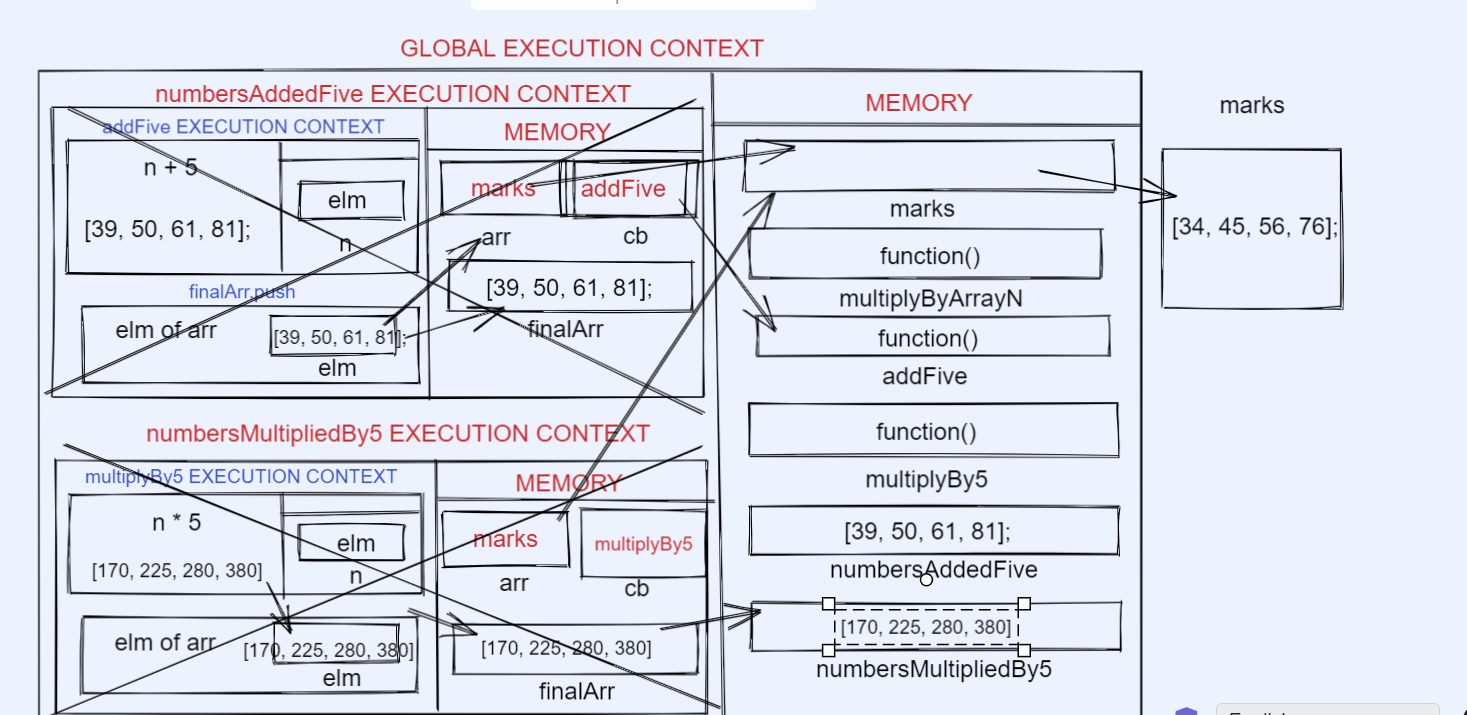 GLOBAL EXECUTION CONTEXT
numbersAddedFive EXECUTION CONTEXT
addFive EXECUTION CONTEXT
n + 5
[39, 50, 61, 81];
elm
n
finalArr.push
elm of arr
[39, 50, 61, 81];
elm
MEMORY
marks
addFive
arr
cb
[39, 50, 61, 81];
finalArr
numbersMultipliedBy5 EXECUTION CONTEXT
multiplyBy5 EXECUTION CONTEXT
n * 5
[170, 225, 280, 380]
elm
n
elm of arr
[170, 225, 280, 380]
elm
MEMORY
marks
multiplyBy5
arr
cb
[170, 225, 280, 380]
finalArr
MEMORY
marks
function()
multiplyByArrayN
function()
addFive
function()
multiplyBy5
[39, 50, 61, 81];
numbersAddedFive
[170, 225, 280, 380]
numbersMultipliedBy5
marks
[34, 45, 56, 76];